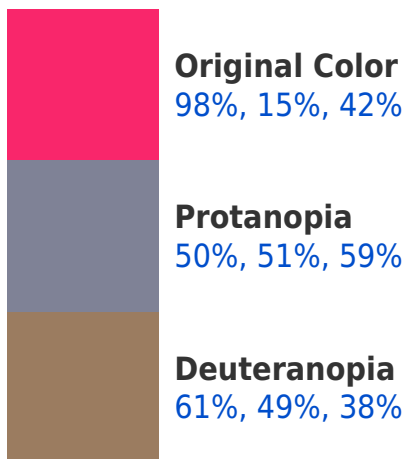 Original Color
98%, 15%, 42%
Protanopia
50%, 51%, 59%
Deuteranopia
61%, 49%, 38%